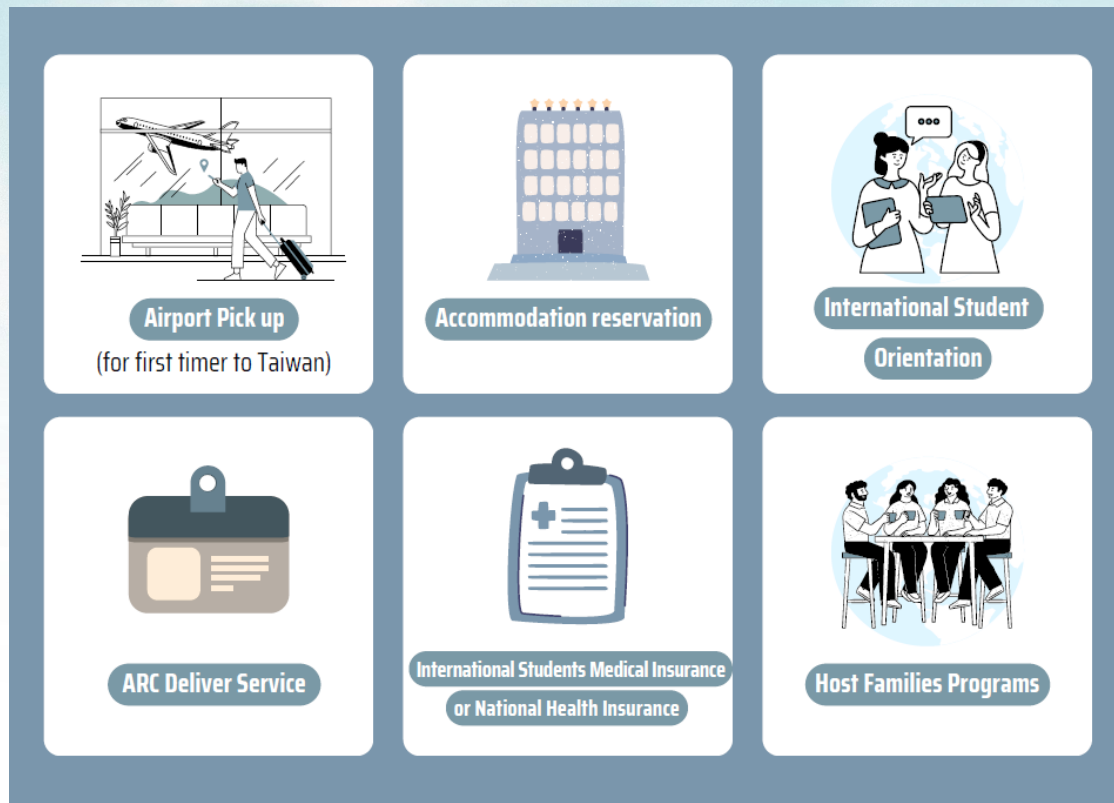 Airport Pick up
(for first timer to Taiwan)
Accommodation reservation
International Student
Orientation
ARC Deliver Service
International Students Medical Insurance
or National Health Insurance
Host Families Programs